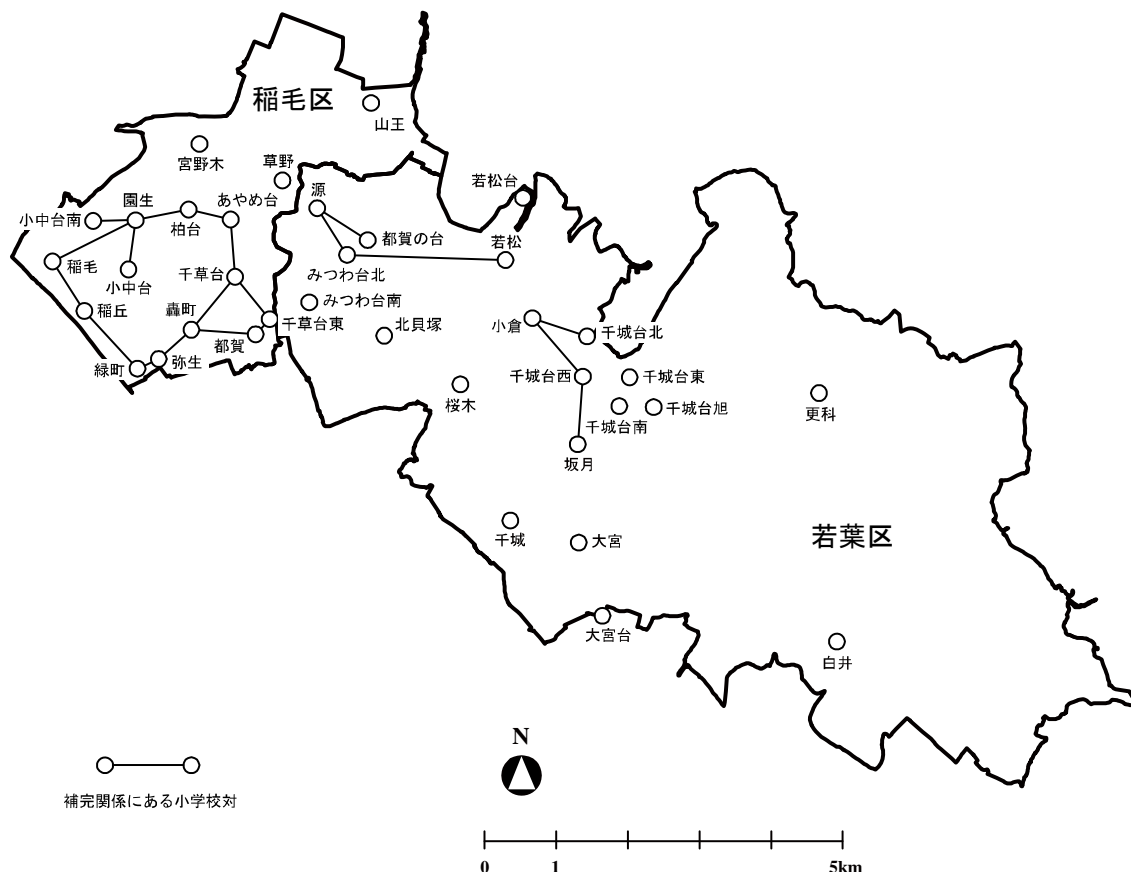 稲毛区
山王
宮野木
草野
若松台
園生
あやめ台
源
小中台南
柏台
都賀の台
若松
稲毛
みつわ台北
千草台
小中台
みつわ台南
稲丘
轟町
千草台東
北貝塚
小倉
千城台北
都賀
弥生
緑町
千城台西
千城台東
桜木
千城台旭
更科
千城台南
坂月
若葉区
千城
大宮
大宮台
白井
N
補完関係にある小学校対
0 1 5km